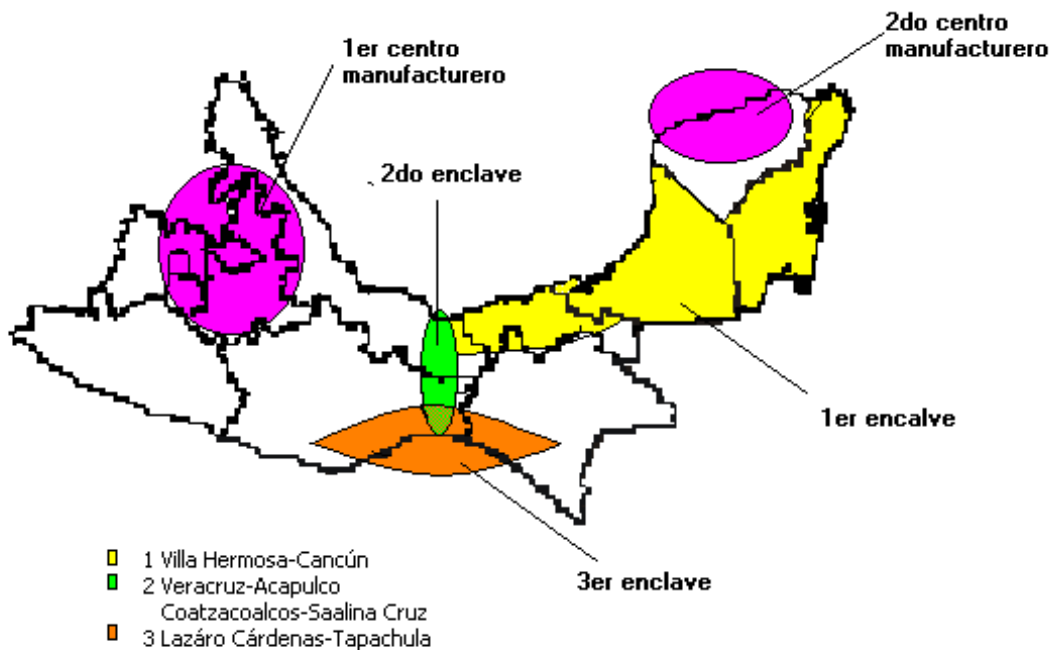 1er centro
manufacturero
2do centro
manufacturero
2do enclave
1er encalve
3er enclave
1 Villa Hermosa-Cancún
2 Veracruz-Acapulco
Coatzacoalcos-Saalina Cruz
3 Lazáro Cárdenas-Tapachula